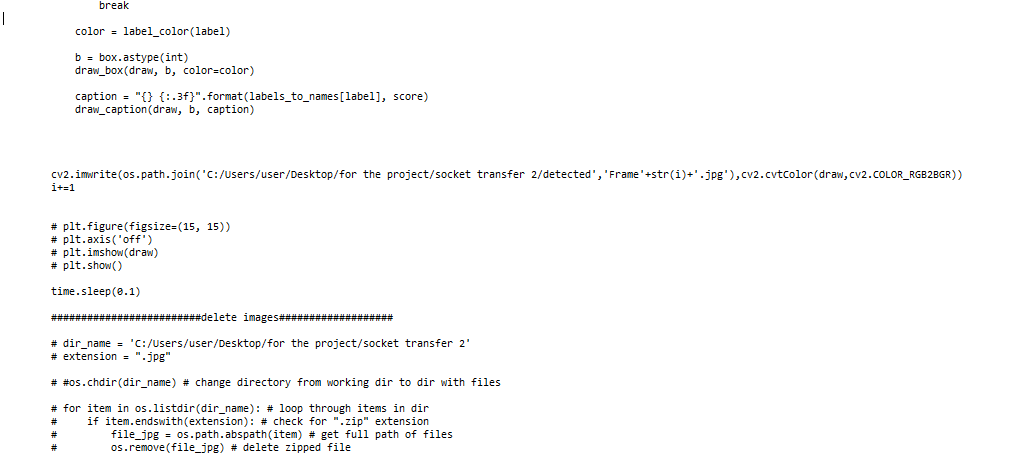 break
color = label_color(label)
b = box.astype(int)
draw_box(draw, b, color=color)
caption = "{} {:.3f}".format(labels_to_names[label], score)
draw_caption(draw, b, caption)
cv2.imwrite(os.path.join('C:/Users/user/Desktop/for the project/socket transfer 2/detected','Frame'+str(i)+'.jpg'),cv2.cvtColor(draw,cv2.COLOR_RGB2BGR))
i+=1
# plt.figure(figsize=(15, 15))
# plt.axis('off')
# plt.imshow(draw)
# plt.show()
time.sleep(0.1)
#########################delete images###################
# dir_name = 'C:/Users/user/Desktop/for the project/socket transfer 2'
# extension = ".jpg"
# #os.chdir(dir_name) # change directory from working dir to dir with files
# for item in os.listdir(dir_name): # loop through items in dir
#     if item.endswith(extension): # check for ".zip" extension
#         file_jpg = os.path.abspath(item) # get full path of files
#         os.remove(file_jpg) # delete zipped file